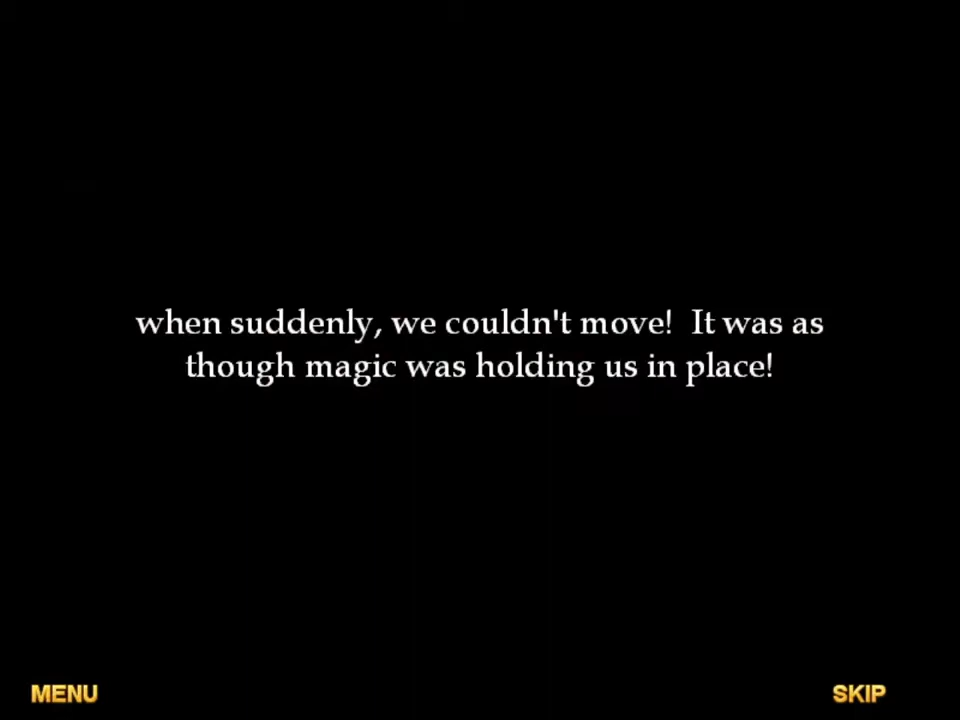 when suddenly, we couldn't move!  It was as
though magic was holding us in place!
MENU
SKIP